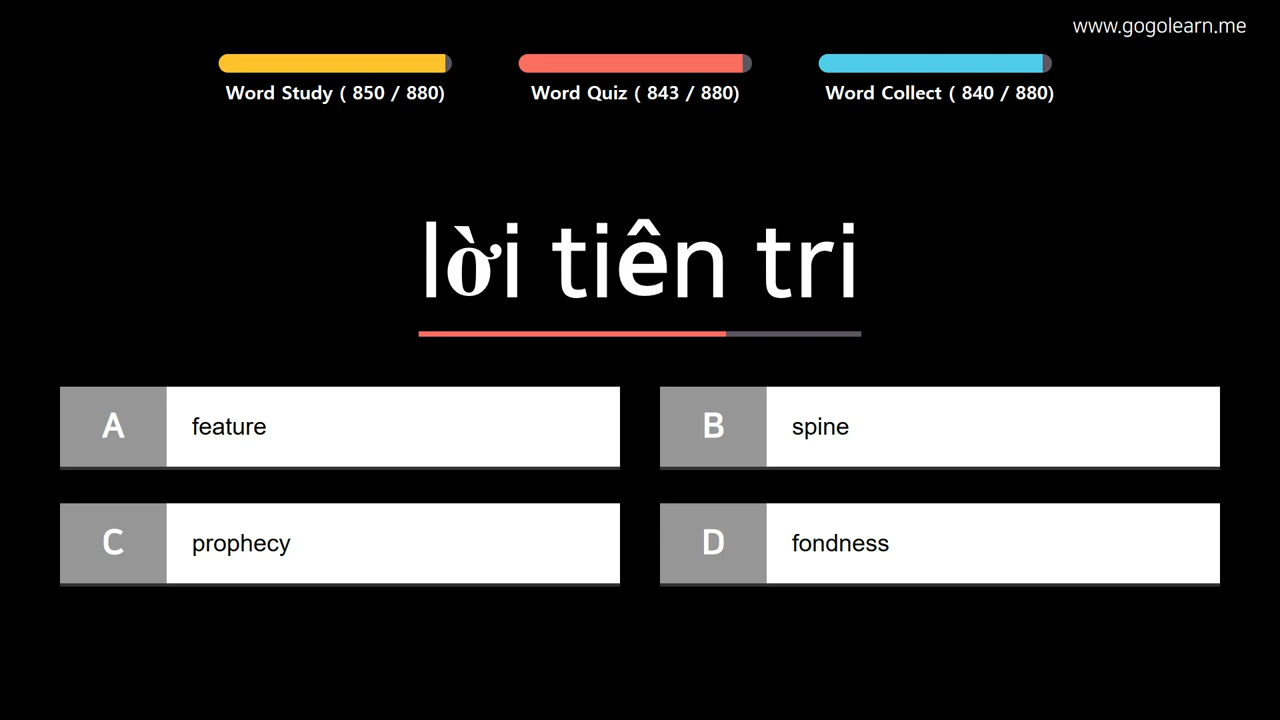 www.gogolearn.me
Word Study ( 850 / 880)
Word Quiz ( 843 / 880)
Word Collect ( 840 / 880)
lời tiên tri
A feature
B spine
C prophecy
D fondness